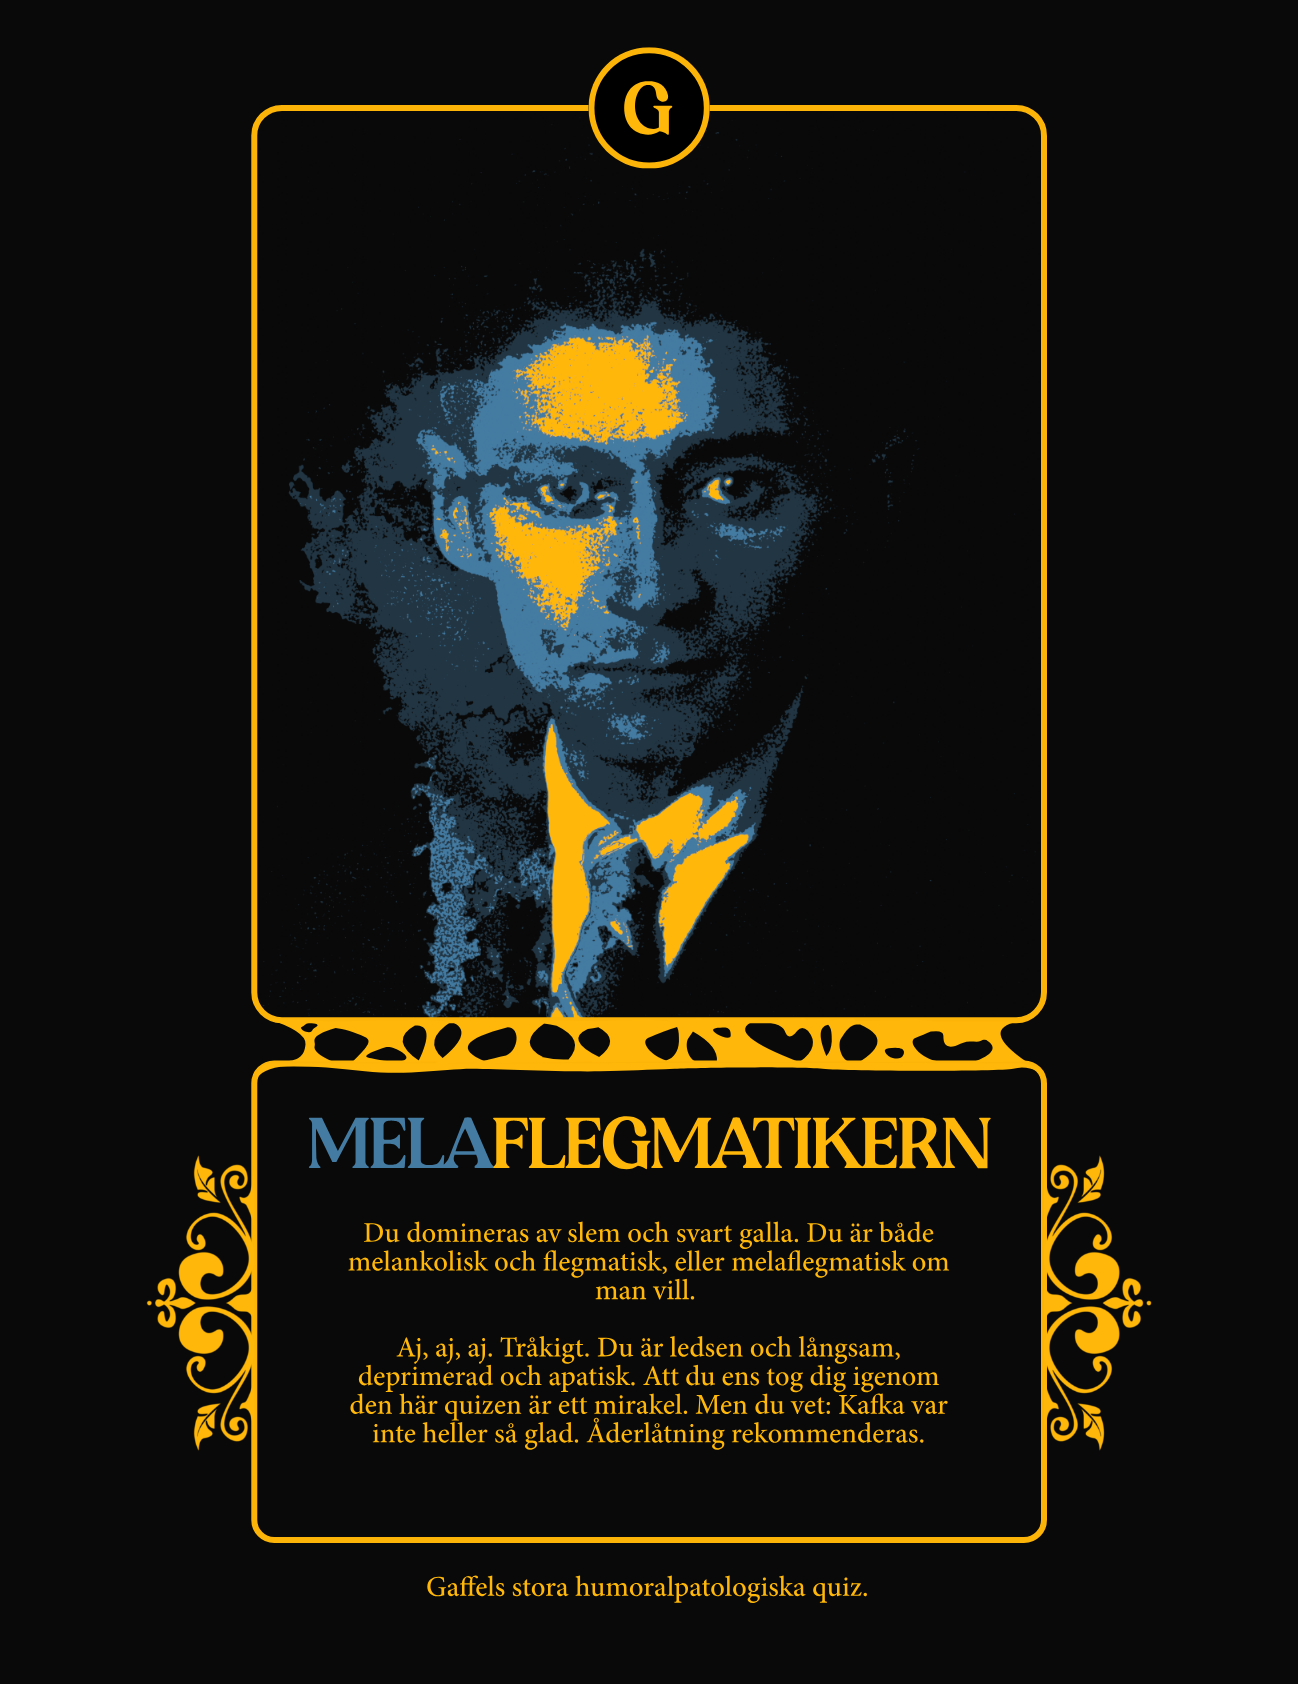 G
MELAFLEGMATIKERN
Du domineras av slem och svart galla. Du är både
melankolisk och flegmatisk, eller melaflegmatisk om
man vill.
Aj, aj, aj. Tråkigt. Du är ledsen och långsam,
deprimerad och apatisk. Att du ens tog dig igenom
den här quizen är ett mirakel. Men du vet: Kafka var
inte heller så glad. Åderlåtning rekommenderas.
Gaffels stora humoralpatologiska quiz.